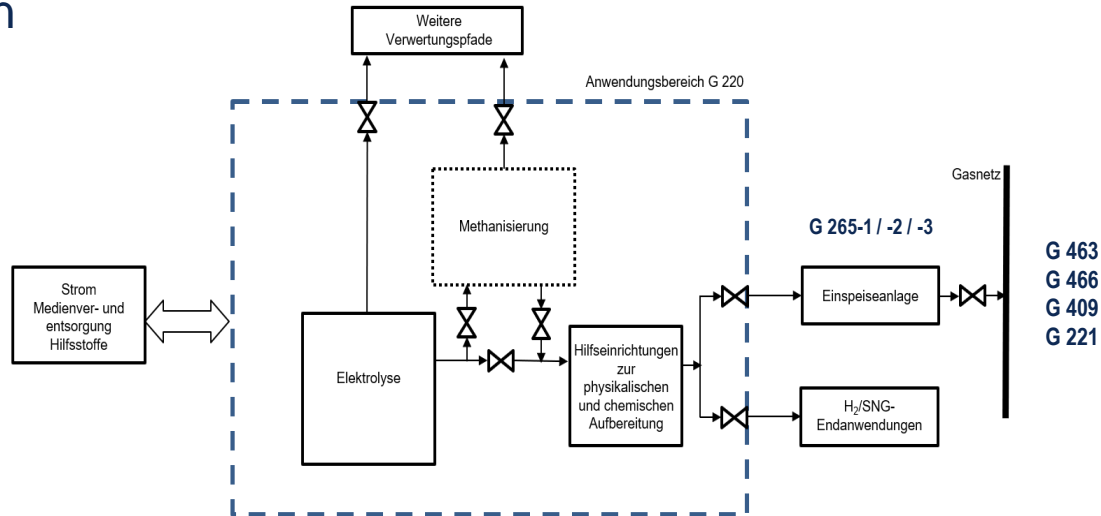 n
Weitere
Verwertungspfade
Anwendungsbereich G 220
Gasnetz
Methanisierung
G 265-1 / -2 / -3
G 463
G 466
G 409
G 221
Strom
Medienver- und
entsorgung
Hilfsstoffe
Einspeiseanlage
Elektrolyse
Hilfseinrichtungen
zur
physikalischen
und chemischen
Aufbereitung
H₂/SNG-
Endanwendungen